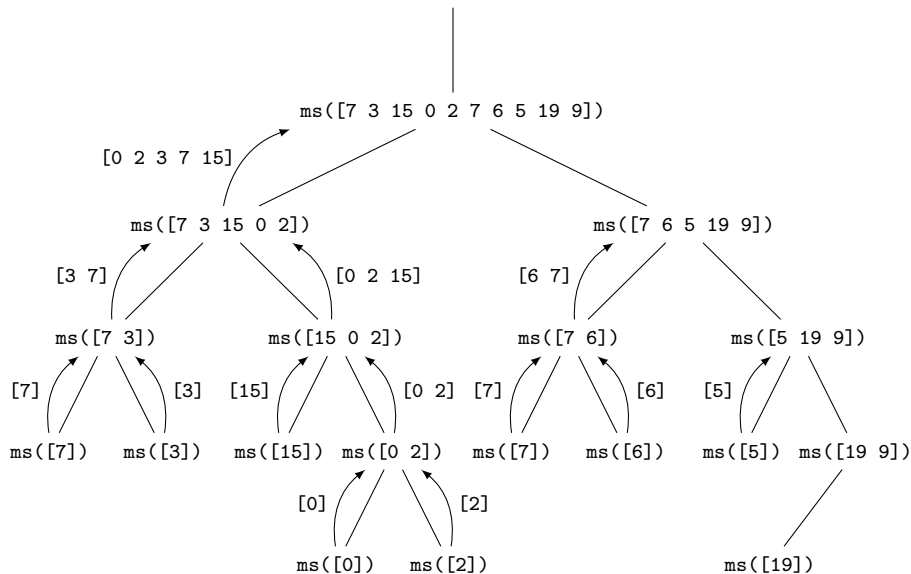 ms([7 3 15 0 2 7 6 5 19 9])
[0 2 3 7 15]
ms([7 3 15 0 2])
ms([7 6 5 19 9])
[3 7]
[0 2 15]
[6 7]
ms([7 3])
ms([15 0 2])
ms([7 6])
ms([5 19 9])
[7]
[3]
[15]
[0 2]
[7]
[6]
[5]
ms([7])
ms([3])
ms([15])
ms([0 2])
ms([7])
ms([6])
ms([5])
ms([19 9])
[0]
[2]
ms([0])
ms([2])
ms([19])